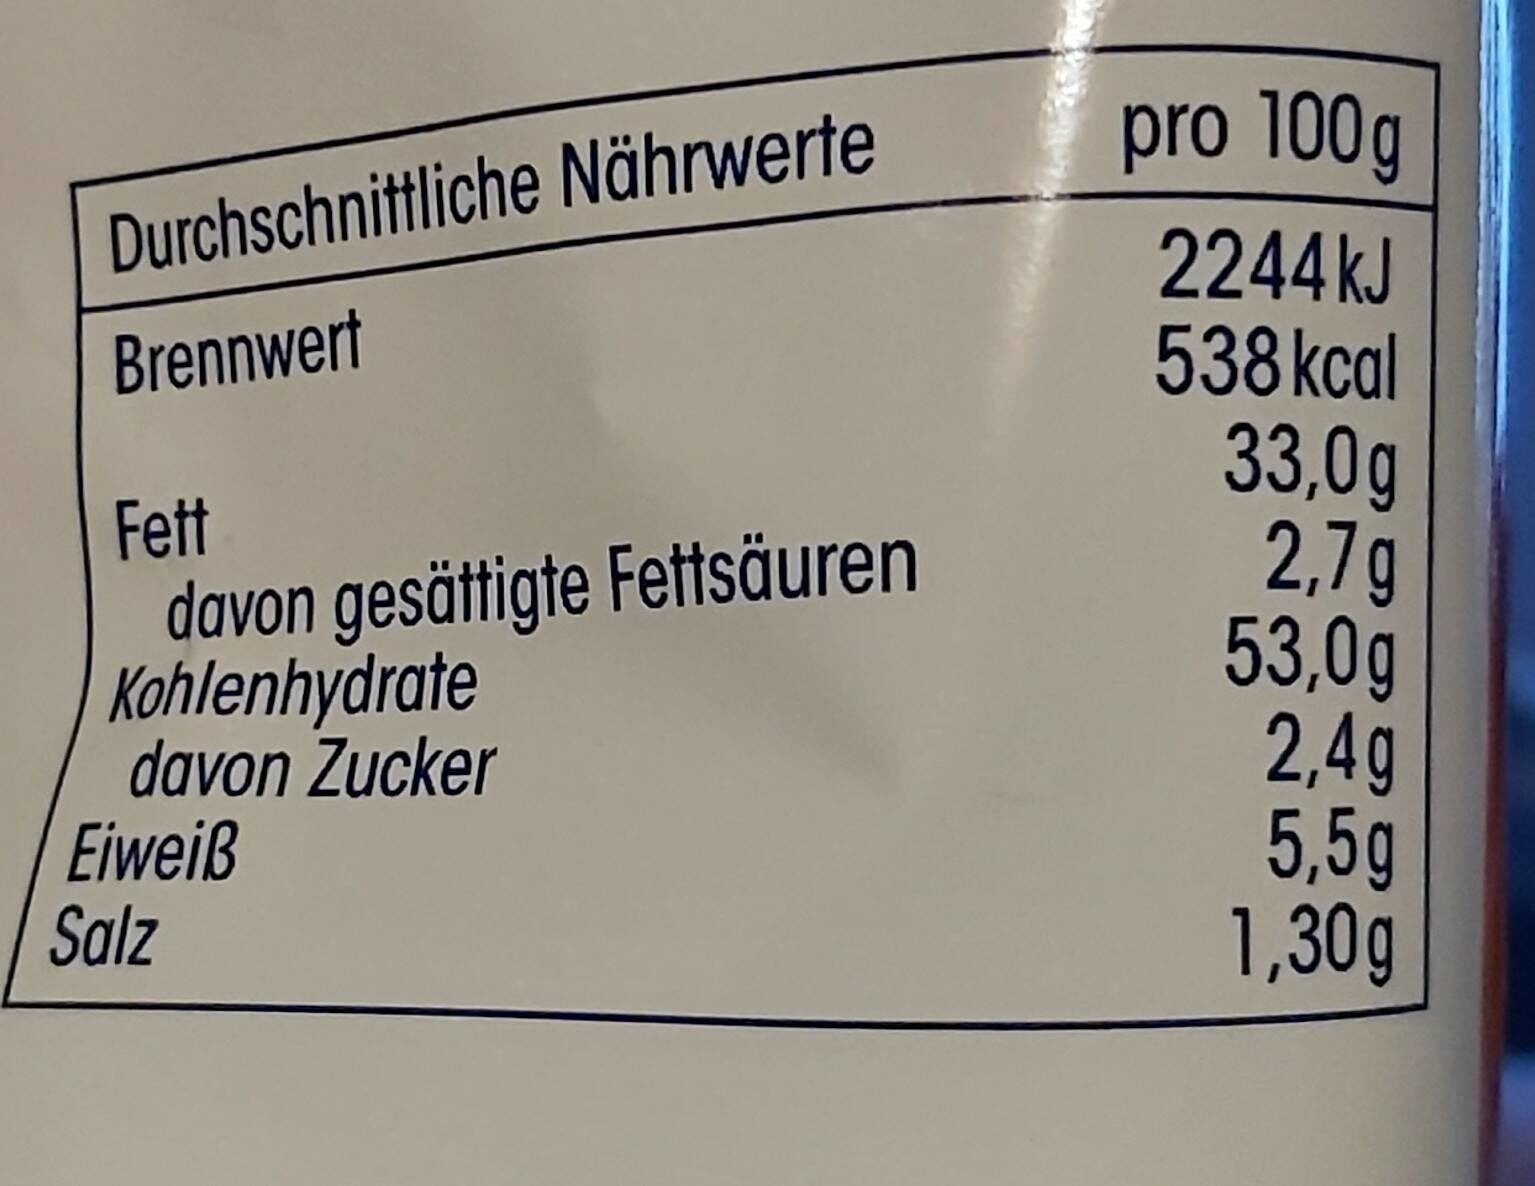 Durchschnittliche Nährwerte pro 100g
Brennwert 2244kJ
538kcal
Fett 33,0g
davon gesättigte Fettsäuren 2,7g
Kohlenhydrate 53,0g
davon Zucker 2,4g
Eiweiß 5,5g
Salz 1,30g